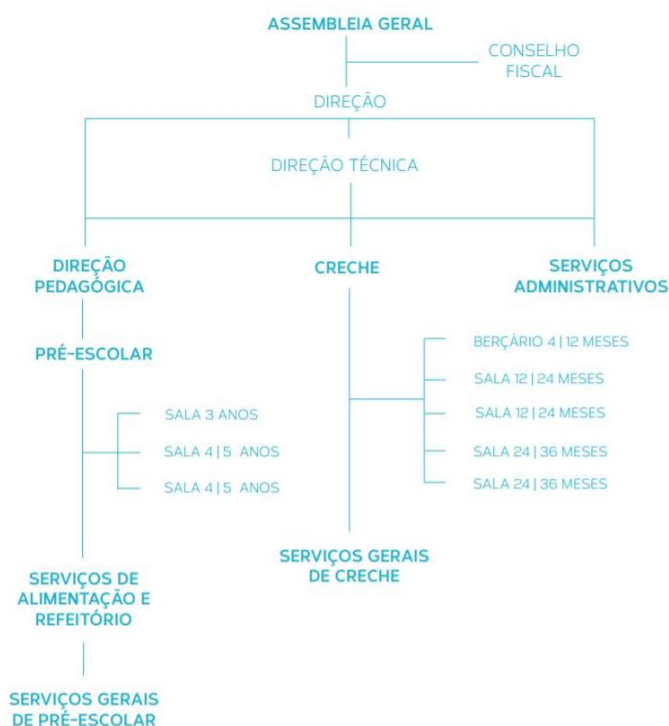 ASSEMBLEIA GERAL
CONSELHO
FISCAL
DIREÇÃO
DIREÇÃO TÉCNICA
DIREÇÃO
PEDAGÓGICA
CRECHE
SERVIÇOS
ADMINISTRATIVOS
PRÉ-ESCOLAR
SALA 3 ANOS
SALA 4|5 ANOS
SALA 4|5 ANOS
BERÇÁRIO 4|12 MESES
SALA 12|24 MESES
SALA 12|24 MESES
SALA 24|36 MESES
SALA 24|36 MESES
SERVIÇOS GERAIS
DE CRECHE
SERVIÇOS DE
ALIMENTAÇÃO E
REFEITÓRIO
SERVIÇOS GERAIS
DE PRÉ-ESCOLAR